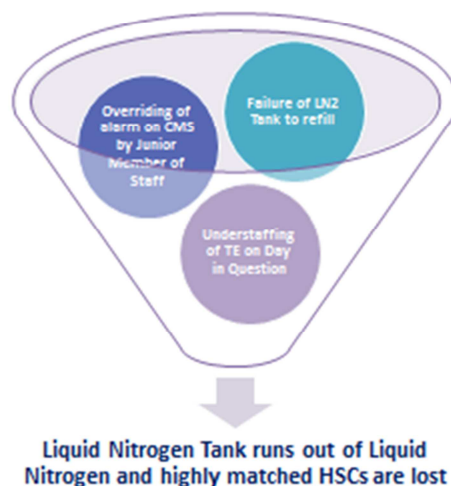 Overriding of
alarm on CMS
by Junior
Member of
Staff
Failure of LN2
Tank to refill
Understaffing
of TE on Day
in Question
Liquid Nitrogen Tank runs out of Liquid
Nitrogen and highly matched HSCs are lost